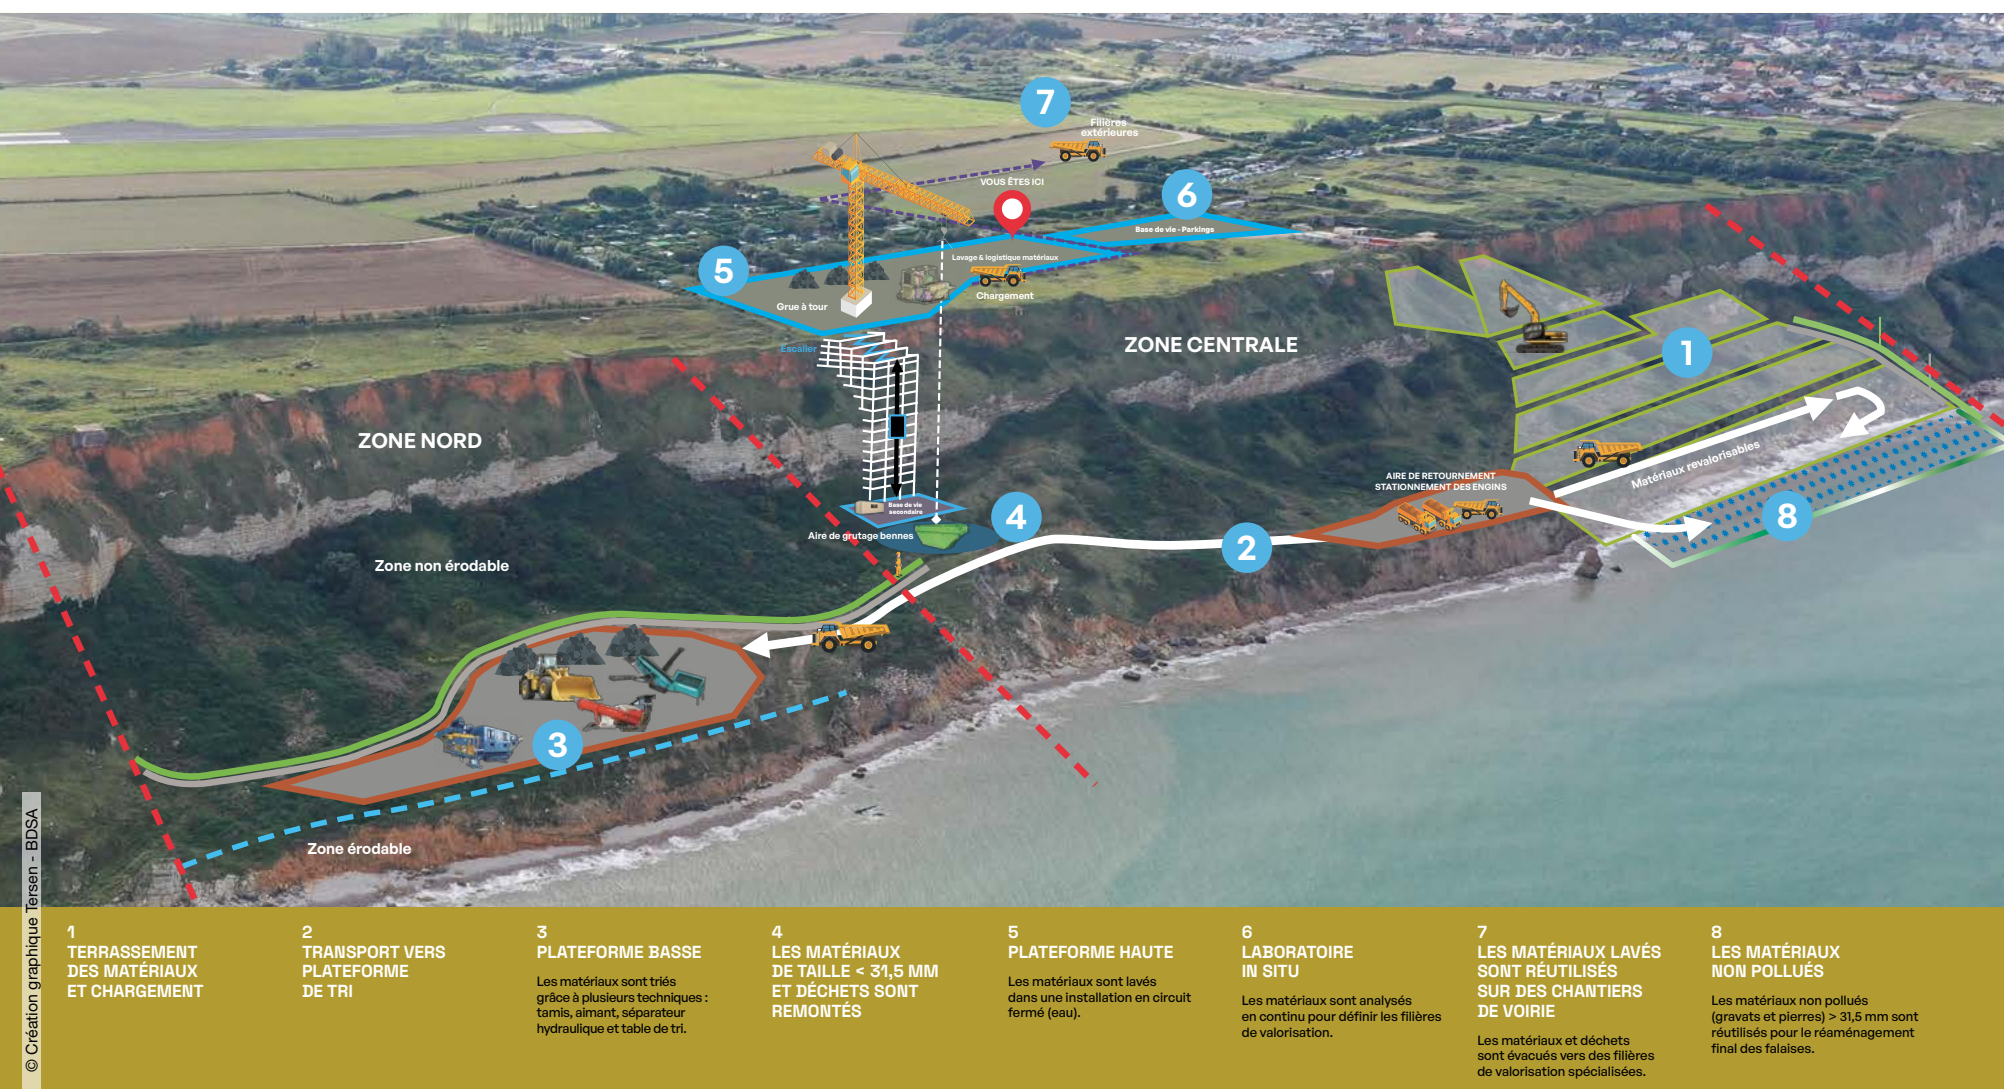 7
Filières
extérieures
VOUS ÊTES ICI
6
Base de vie - Parkings
5
Lavage & logistique matériaux
Chargement
Grue à tour
Escalier
ZONE CENTRALE
1
ZONE NORD
Matériaux revalorisables
AIRE DE RETOURNEMENT
STATIONNEMENT DES ENGINS
Base de vie
secondaire
4
8
Aire de grutage bennes
2
Zone non érodable
3
Zone érodable
© Création graphique Tersen - BDSA
1
TERRASSEMENT
DES MATÉRIAUX
ET CHARGEMENT
2
TRANSPORT VERS
PLATEFORME
DE TRI
3
PLATEFORME BASSE
Les matériaux sont triés
grâce à plusieurs techniques :
tamis, aimant, séparateur
hydraulique et table de tri.
4
LES MATÉRIAUX
DE TAILLE < 31,5 MM
ET DÉCHETS SONT
REMONTÉS
5
PLATEFORME HAUTE
Les matériaux sont lavés
dans une installation en circuit
fermé (eau).
6
LABORATOIRE
IN SITU
Les matériaux sont analysés
en continu pour définir les filières
de valorisation.
7
LES MATÉRIAUX LAVÉS
SONT RÉUTILISÉS
SUR DES CHANTIERS
DE VOIRIE
Les matériaux et déchets
sont évacués vers des filières
de valorisation spécialisées.
8
LES MATÉRIAUX
NON POLLUÉS
Les matériaux non pollués
(gravats et pierres) > 31,5 mm sont
réutilisés pour le réaménagement
final des falaises.